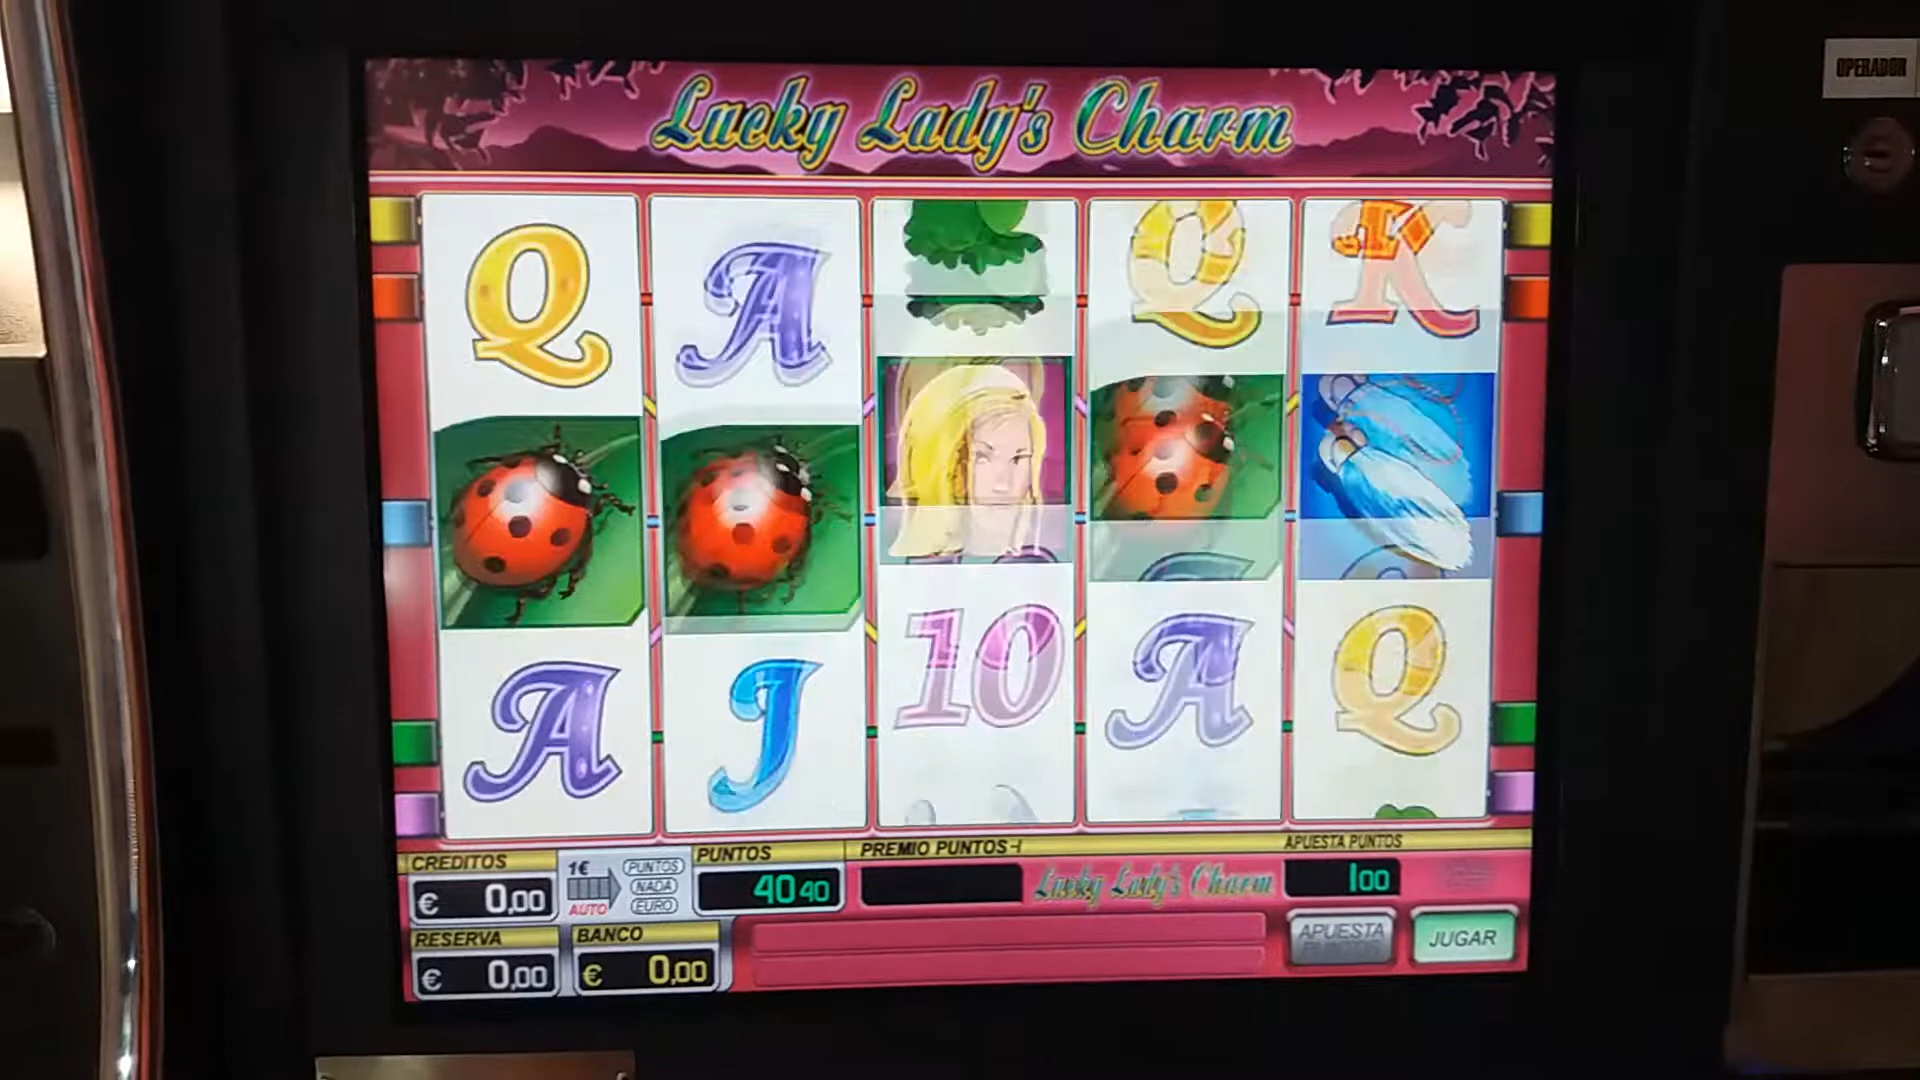 OPERADOR
Lucky Lady's Charm
Q A Q K
10
A J A Q
CREDITOS
€ 0,00
1€
AUTO
PUNTOS
NADA
EURO
PUNTOS
4040
PREMIO PUNTOS
Lucky Lady's Charm
APUESTA PUNTOS
100
RESERVA
€ 0,00
BANCO
€ 0,00
APUESTA
PUNTOS
JUGAR